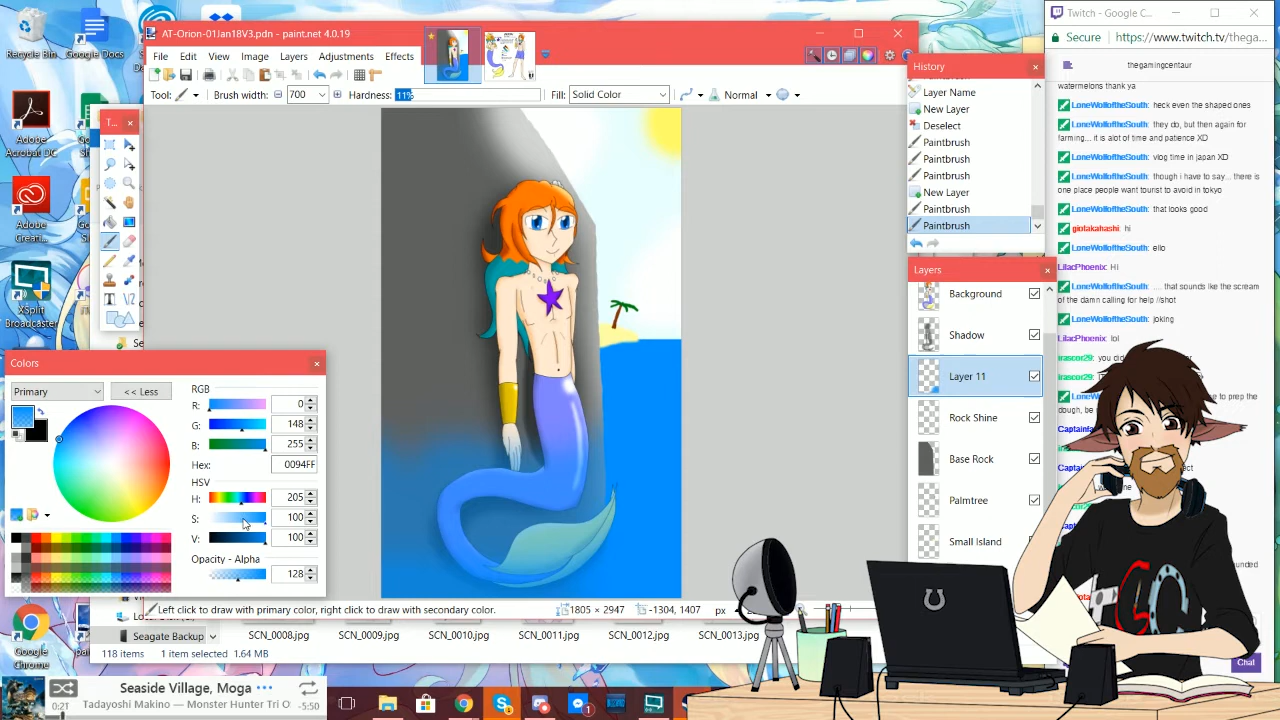 Recycle Bin
Google Docs
AT-Orion-01Jan18V3.pdn - paint.net 4.0.19
File Edit View Image Layers Adjustments Effects
Tool: Brush width: 700 Hardness: 11% Fill: Solid Color Normal
Adobe Acrobat DC
Adobe Creati...
XSplit Broadcaster
T...
Colors
Primary
<< Less
RGB
R: 0
G: 148
B: 255
Hex: 0094FF
HSV
H: 205
S: 100
V: 100
Opacity - Alpha
128
History
Layer Name
New Layer
Deselect
Paintbrush
Paintbrush
Paintbrush
New Layer
Paintbrush
Paintbrush
Layers
Background
Shadow
Layer 11
Rock Shine
Base Rock
Palmtree
Small Island
Twitch - Google C...
Secure https://www.twitch.tv/thega...
thegamingcentaur
watermelons thank ya
LoneWolfoftheSouth: heck even the shaped ones
LoneWolfoftheSouth: they do, but then again for
farming... it is alot of time and patience XD
LoneWolfoftheSouth: vlog time in japan XD
LoneWolfoftheSouth: though i have to say... there is
one place people want tourist to avoid in tokyo
LoneWolfoftheSouth: that looks good
giotakahashi: hi
LoneWolfoftheSouth: ello
LilacPhoenix: Hi
LoneWolfoftheSouth: .... that sounds lke the scream
of the damn calling for help //shot
LoneWolfoftheSouth: joking
LilacPhoenix: lol
irascor29: you did
Chat
Left click to draw with primary color, right click to draw with secondary color.
1805 × 2947
-1304, 1407
px
Google Chrome
Seagate Backup
SCN_0008.jpg SCN_0009.jpg SCN_0010.jpg SCN_0011.jpg SCN_0012.jpg SCN_0013.jpg
118 items 1 item selected 1.64 MB
Seaside Village, Moga
0:21
Tadayoshi Makino — Monster Hunter Tri O
-5:50